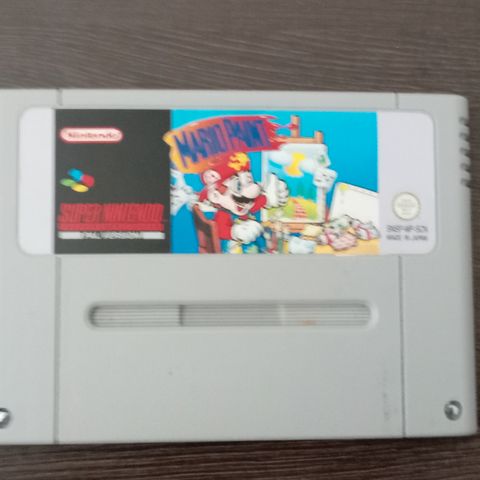 Nintendo
MARIO PAINT
SUPER NINTENDO
PAL VERSION
MADE IN JAPAN